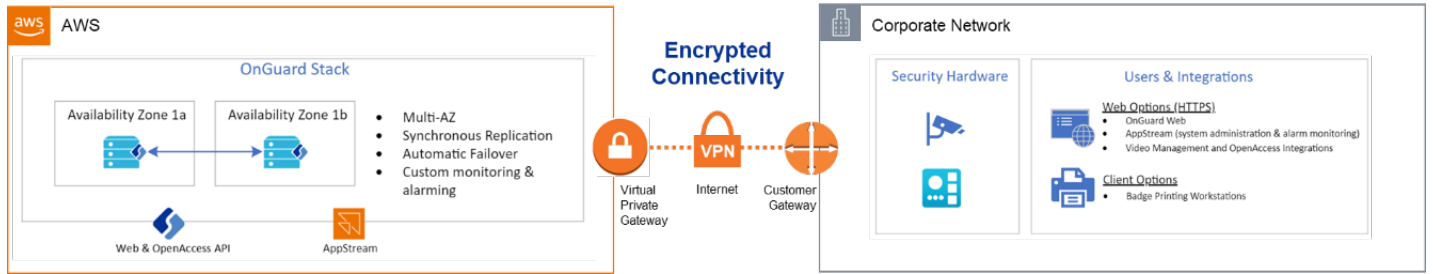 aws
AWS
OnGuard Stack
Availability Zone 1a
Availability Zone 1b
• Multi-AZ
• Synchronous Replication
• Automatic Failover
• Custom monitoring &
alarming
Web & OpenAccess API
AppStream
Encrypted
Connectivity
Virtual
Private
Gateway
VPN
Internet
Customer
Gateway
Corporate Network
Security Hardware
Users & Integrations
Web Options (HTTPS)
• OnGuard Web
• AppStream (system administration & alarm monitoring)
• Video Management and OpenAccess Integrations
Client Options
• Badge Printing Workstations